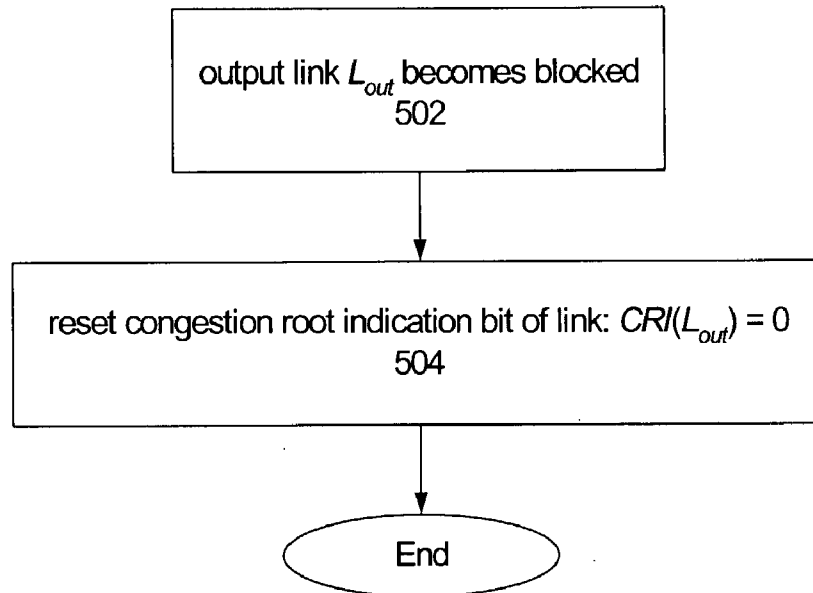 output link L_out becomes blocked
502
reset congestion root indication bit of link: CRI(L_out) = 0
504
End